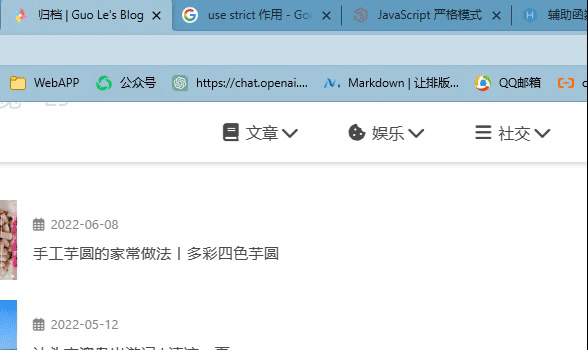 归档 | Guo Le's Blog
use strict 作用 - Go
JavaScript 严格模式
辅助函数
WebAPP
公众号
https://chat.openai....
Markdown | 让排版...
QQ邮箱
文章
娱乐
社交
2022-06-08
手工芋圆的家常做法丨多彩四色芋圆
2022-05-12